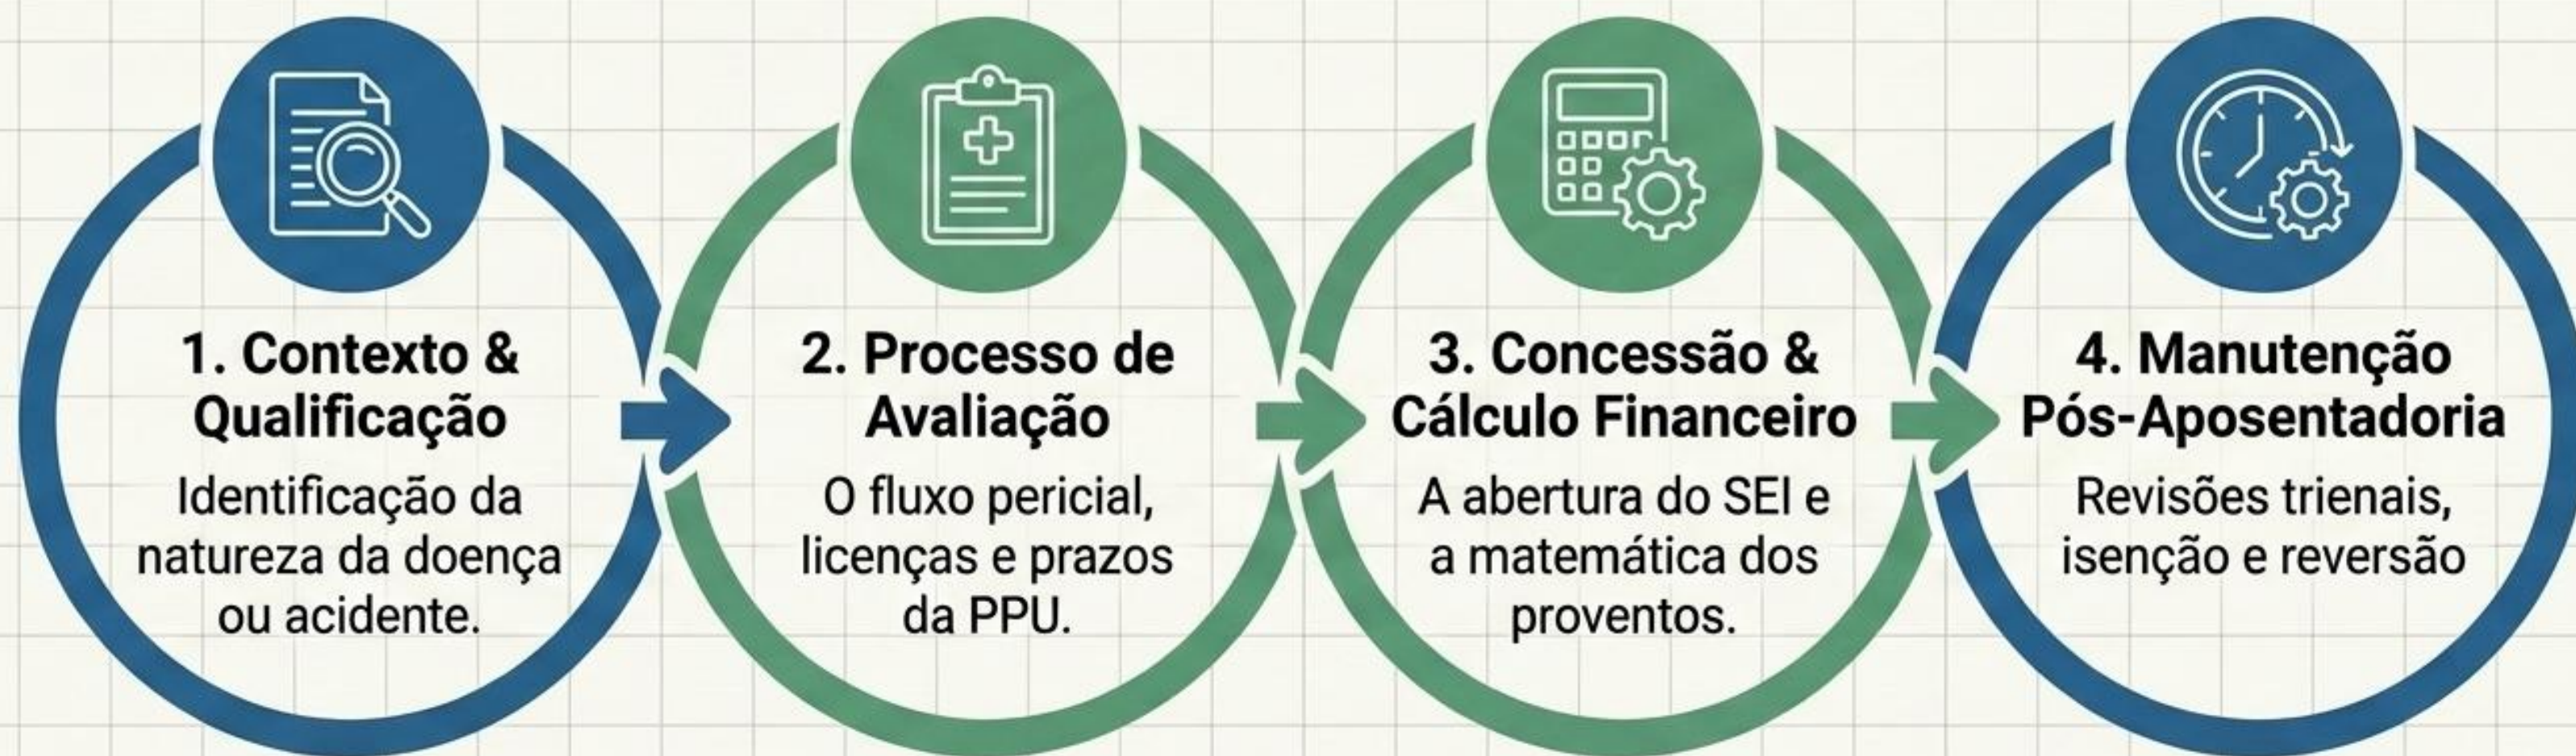 1. Contexto &
Qualificação
Identificação da
natureza da doença
ou acidente.
2. Processo de
Avaliação
O fluxo pericial,
licenças e prazos
da PPU.
3. Concessão &
Cálculo Financeiro
A abertura do SEI e
a matemática dos
proventos.
4. Manutenção
Pós-Aposentadoria
Revisões trienais,
isenção e reversão